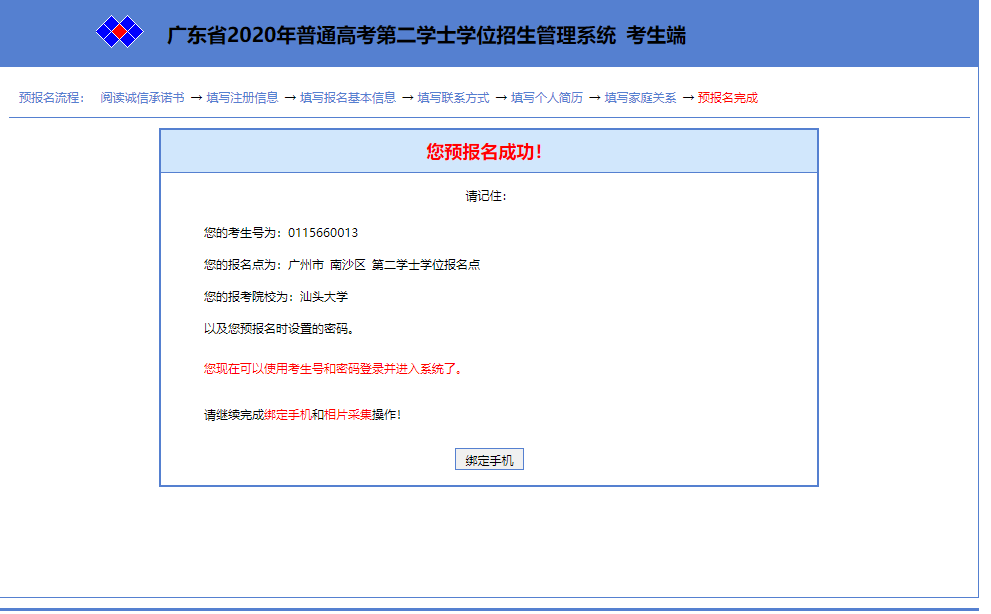 广东省2020年普通高考第二学士学位招生管理系统 考生端
预报名流程： 阅读诚信承诺书 → 填写注册信息 → 填写报名基本信息 → 填写联系方式 → 填写个人简历 → 填写家庭关系 → 预报名完成
您预报名成功！
请记住：
您的考生号为：0115660013
您的报名点为：广州市 南沙区 第二学士学位报名点
您的报考院校为：汕头大学
以及您预报名时设置的密码。
您现在可以使用考生号和密码登录并进入系统了。
请继续完成绑定手机和相片采集操作！
绑定手机